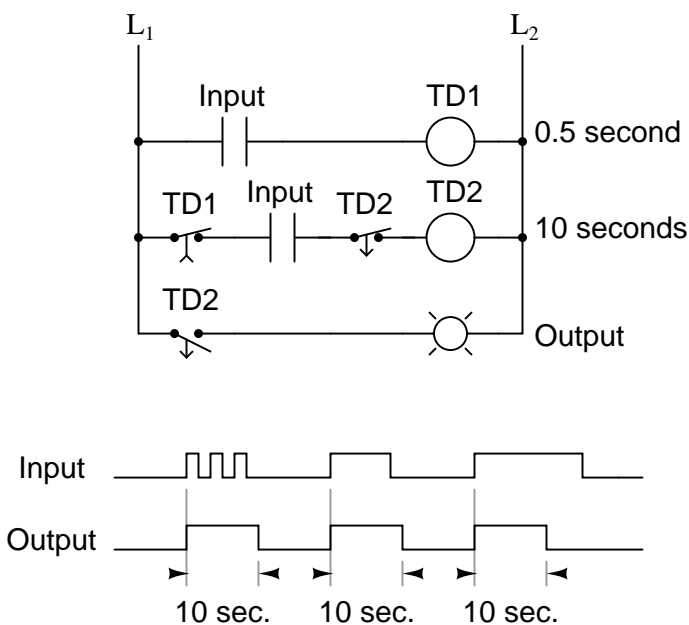 L1 L2
Input TD1
0.5 second
TD1 Input TD2 TD2
10 seconds
TD2
Output
Input
Output
10 sec. 10 sec. 10 sec.